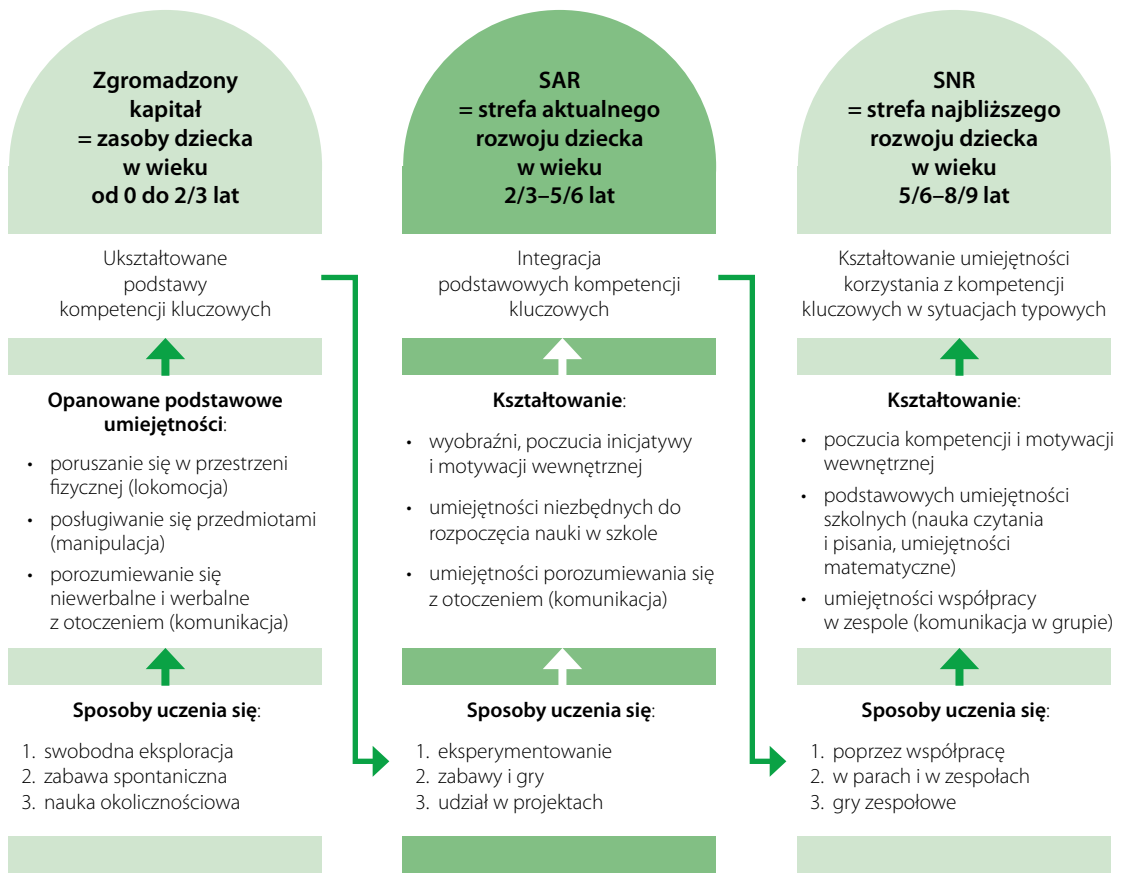 Zgromadzony
kapitał
= zasoby dziecka
w wieku
od 0 do 2/3 lat
Ukształtowane
podstawy
kompetencji kluczowych
Opanowane podstawowe
umiejętności:
• poruszanie się w przestrzeni
fizycznej (lokomocja)
• posługiwanie się przedmiotami
(manipulacja)
• porozumiewanie się
niewerbalne i werbalne
z otoczeniem (komunikacja)
Sposoby uczenia się:
1. swobodna eksploracja
2. zabawa spontaniczna
3. nauka okolicznościowa
SAR
= strefa aktualnego
rozwoju dziecka
w wieku
2/3–5/6 lat
Integracja
podstawowych kompetencji
kluczowych
Kształtowanie:
• wyobraźni, poczucia inicjatywy
i motywacji wewnętrznej
• umiejętności niezbędnych do
rozpoczęcia nauki w szkole
• umiejętności porozumiewania się
z otoczeniem (komunikacja)
Sposoby uczenia się:
1. eksperymentowanie
2. zabawy i gry
3. udział w projektach
SNR
= strefa najbliższego
rozwoju dziecka
w wieku
5/6–8/9 lat
Kształtowanie umiejętności
korzystania z kompetencji
kluczowych w sytuacjach typowych
Kształtowanie:
• poczucia kompetencji i motywacji
wewnętrznej
• podstawowych umiejętności
szkolnych (nauka czytania
i pisania, umiejętności
matematyczne)
• umiejętności współpracy
w zespole (komunikacja w grupie)
Sposoby uczenia się:
1. poprzez współpracę
2. w parach i w zespołach
3. gry zespołowe